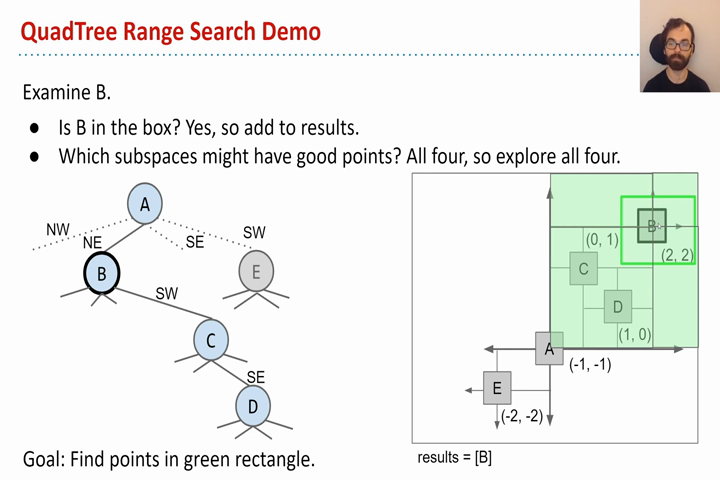 QuadTree Range Search Demo
Examine B.
● Is B in the box? Yes, so add to results.
● Which subspaces might have good points? All four, so explore all four.
A
NW
NE
SE
SW
B
E
SW
C
SE
D
Goal: Find points in green rectangle.
B
(0, 1)
(2, 2)
C
D
(1, 0)
A
(-1, -1)
E
(-2, -2)
results = [B]